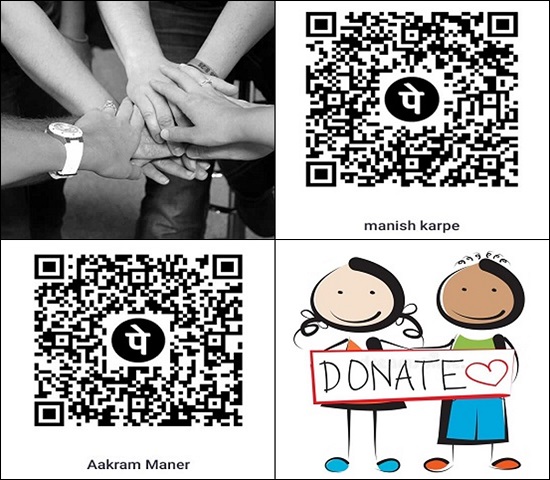 पे
manish karpe
पे
Aakram Maner
DONATE